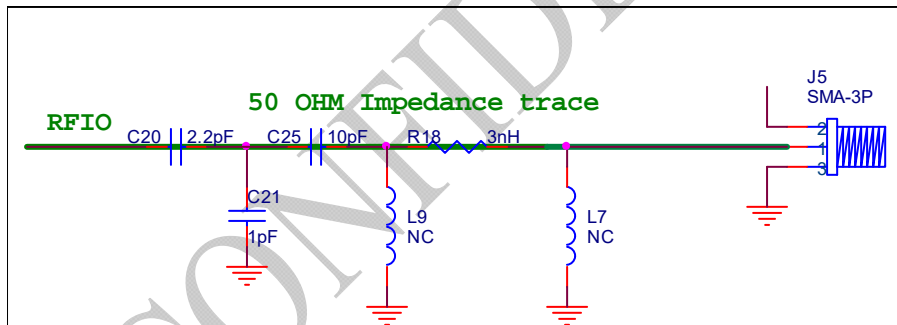 J5
SMA-3P
50 OHM Impedance trace
RFIO
C20 2.2pF C25 10pF R18 3nH
2
1
3
C21
1pF
L9
NC
L7
NC
CONFID